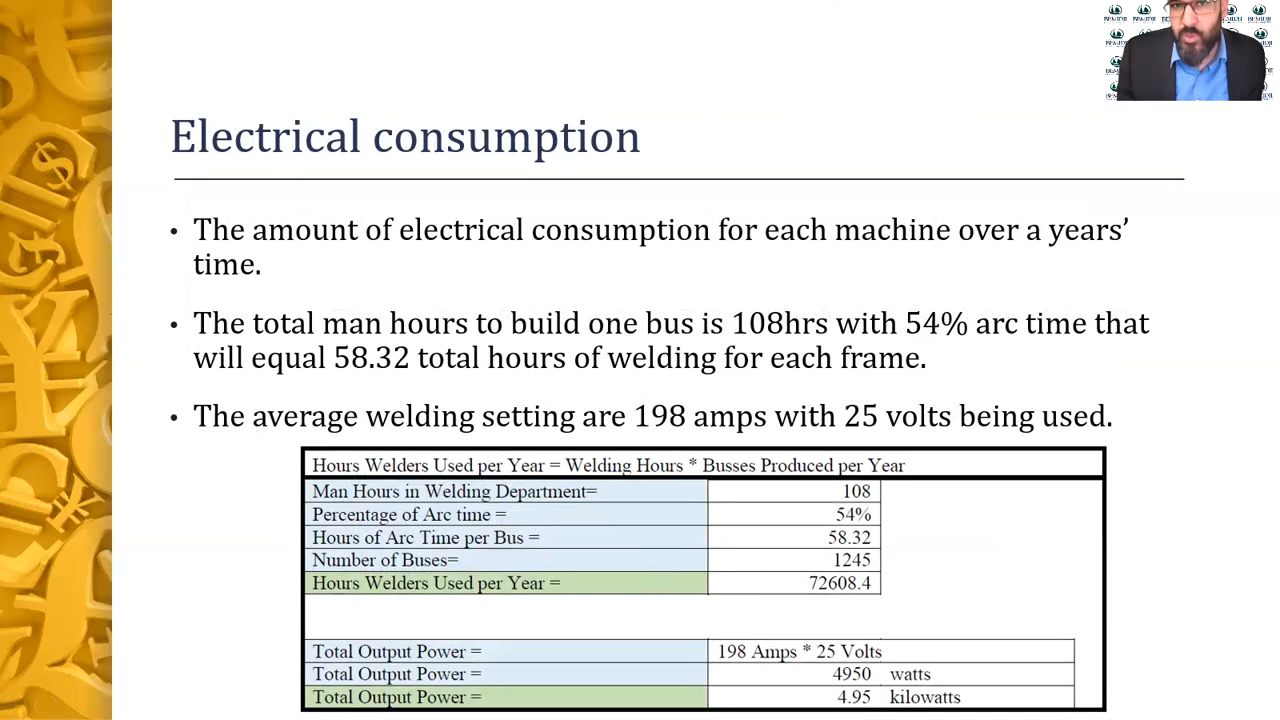 Electrical consumption
• The amount of electrical consumption for each machine over a years’
time.
• The total man hours to build one bus is 108hrs with 54% arc time that
will equal 58.32 total hours of welding for each frame.
• The average welding setting are 198 amps with 25 volts being used.
Hours Welders Used per Year = Welding Hours * Busses Produced per Year
Man Hours in Welding Department= 108
Percentage of Arc time = 54%
Hours of Arc Time per Bus = 58.32
Number of Buses= 1245
Hours Welders Used per Year = 72608.4
Total Output Power = 198 Amps * 25 Volts
Total Output Power = 4950 watts
Total Output Power = 4.95 kilowatts